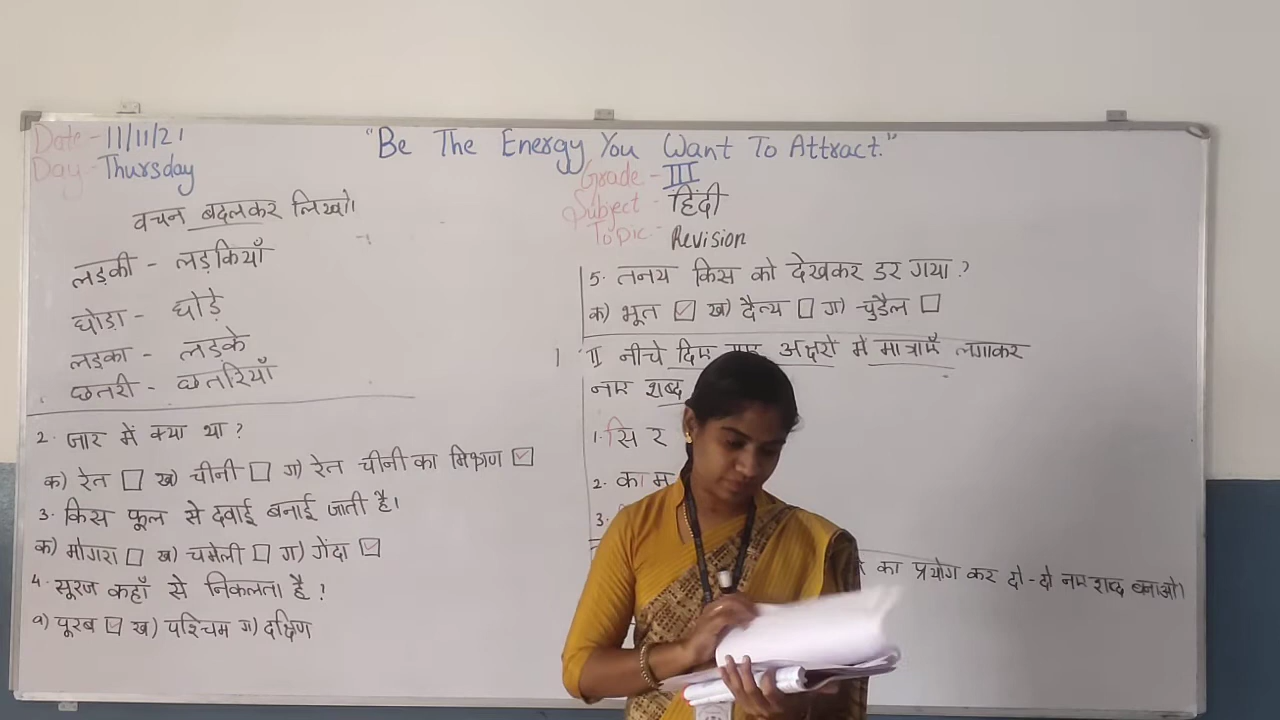 Date - 11/11/21
Day - Thursday
"Be The Energy You Want To Attract."
Grade - III
Subject - हिंदी
Topic - Revision
वचन बदलकर लिखो।
लड़की - लड़कियाँ
घोडा - घोड़े
लड़का - लड़के
छतरी - छतरियाँ
2. जार में क्या था ?
क) रेत ख) चीनी ग) रेत चीनी का मिश्रण
3. किस फूल से दवाई बनाई जाती है।
क) मोगरा ख) चमेली ग) गेंदा
4. सूरज कहाँ से निकलता है ?
क) पूरब ख) पश्चिम ग) दक्षिण
5. तनय किस को देखकर डर गया ?
क) भूत ख) दैत्य ग) चुडैल
II नीचे दिए गए अक्षरो मे मात्राएँ लगाकर
नए शब्द
1. सि र
2. का म
3.
का प्रयोग कर दो-दो नए शब्द बनाओ।